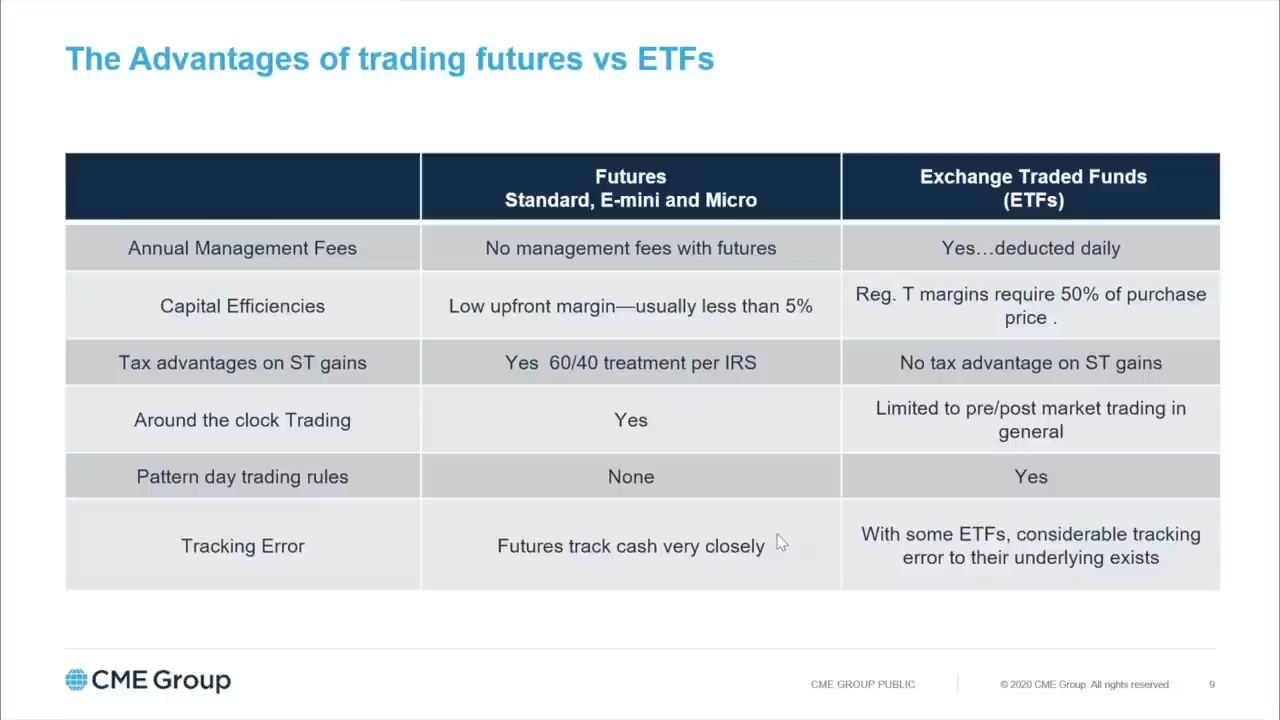 The Advantages of trading futures vs ETFs
Futures
Standard, E-mini and Micro
Exchange Traded Funds
(ETFs)
Annual Management Fees
No management fees with futures
Yes…deducted daily
Capital Efficiencies
Low upfront margin—usually less than 5%
Reg. T margins require 50% of purchase
price .
Tax advantages on ST gains
Yes  60/40 treatment per IRS
No tax advantage on ST gains
Around the clock Trading
Yes
Limited to pre/post market trading in
general
Pattern day trading rules
None
Yes
Tracking Error
Futures track cash very closely
With some ETFs, considerable tracking
error to their underlying exists
CME Group
CME GROUP PUBLIC
© 2020 CME Group. All rights reserved.
9